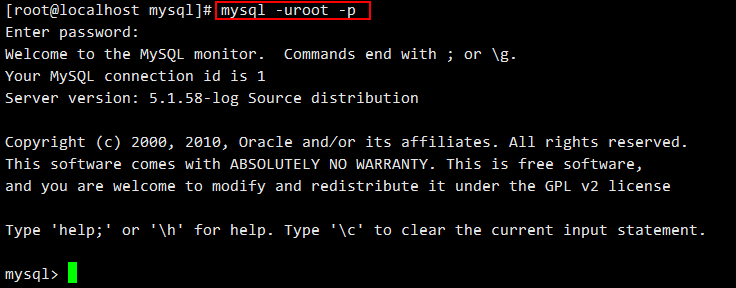 [root@localhost mysql]# mysql -uroot -p
Enter password:
Welcome to the MySQL monitor.  Commands end with ; or \g.
Your MySQL connection id is 1
Server version: 5.1.58-log Source distribution
Copyright (c) 2000, 2010, Oracle and/or its affiliates. All rights reserved.
This software comes with ABSOLUTELY NO WARRANTY. This is free software,
and you are welcome to modify and redistribute it under the GPL v2 license
Type 'help;' or '\h' for help. Type '\c' to clear the current input statement.
mysql>